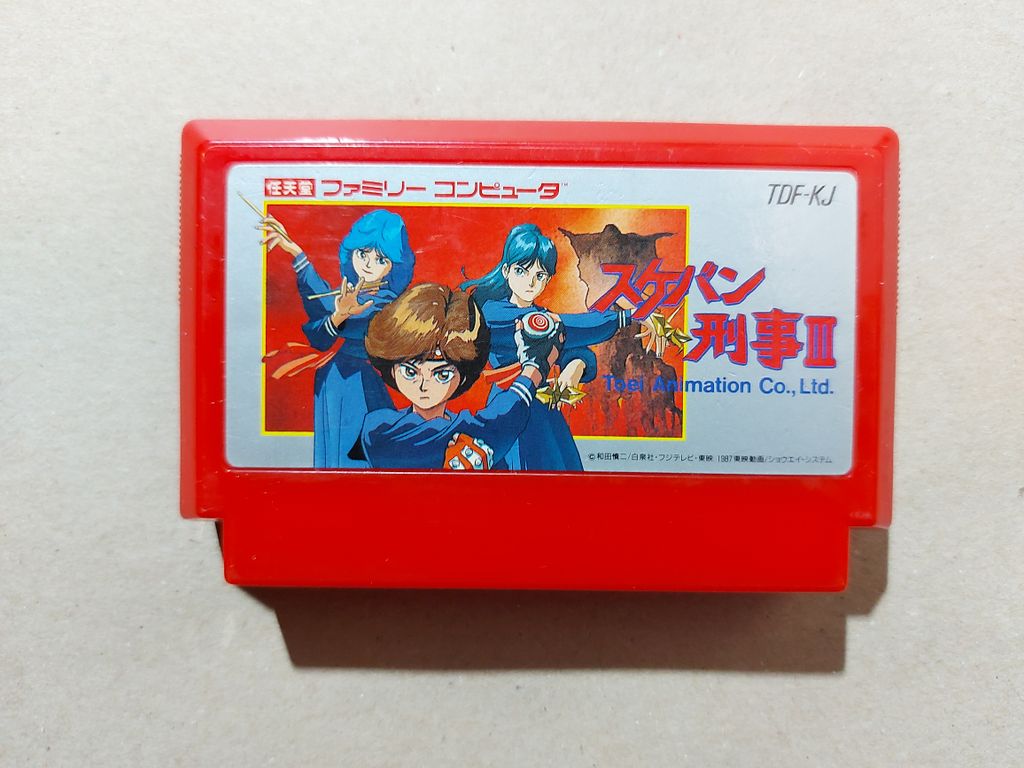 任天堂 ファミリー コンピュータ™
TDF-KJ
スケバン
刑事III
Toei Animation Co., Ltd.
©和田慎二/白泉社・フジテレビ・東映 1987東映動画/ショウエイ・システム